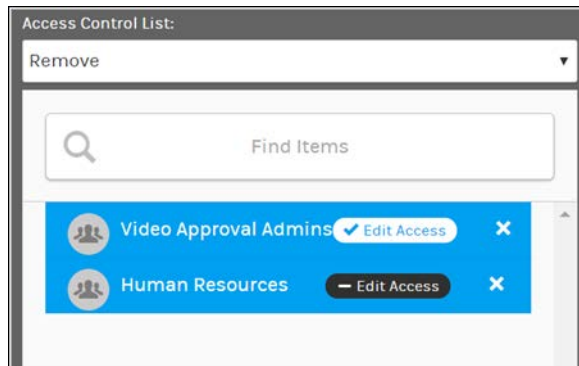 Access Control List:
Remove
Find Items
Video Approval Admins Edit Access
Human Resources Edit Access